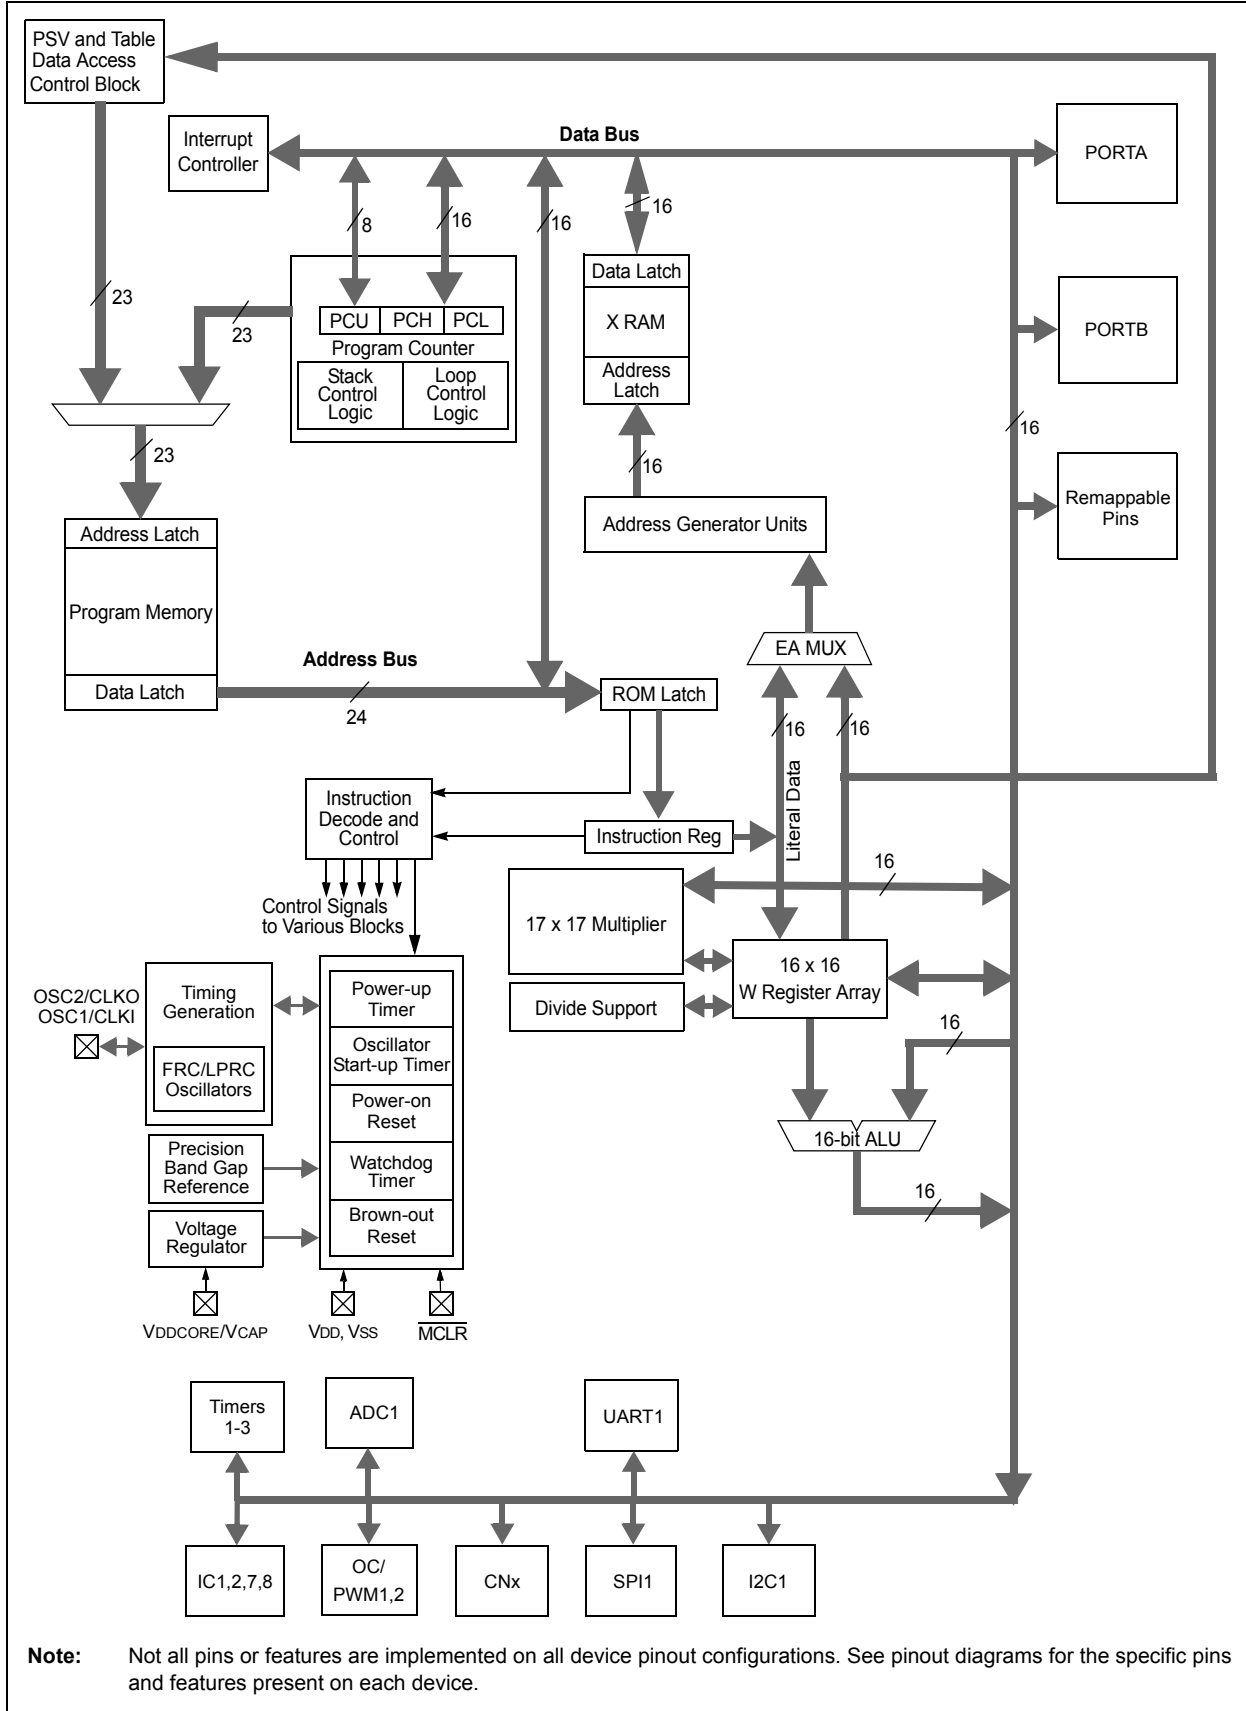 PSV and Table
Data Access
Control Block
Interrupt
Controller
Data Bus
PORTA
8
16
16
16
Data Latch
X RAM
Address
Latch
23
23
PCU
PCH
PCL
Program Counter
Stack
Control
Logic
Loop
Control
Logic
PORTB
16
23
16
Remappable
Pins
Address Generator Units
Address Latch
Program Memory
Data Latch
Address Bus
24
ROM Latch
EA MUX
16
16
Literal Data
Instruction
Decode and
Control
Instruction Reg
Control Signals
to Various Blocks
16
17 x 17 Multiplier
16 x 16
W Register Array
Divide Support
OSC2/CLKO
OSC1/CLKI
Timing
Generation
FRC/LPRC
Oscillators
Power-up
Timer
Oscillator
Start-up Timer
Power-on
Reset
Watchdog
Timer
Brown-out
Reset
16
16-bit ALU
16
Precision
Band Gap
Reference
Voltage
Regulator
VDDCORE/VCAP
VDD, VSS
MCLR
Timers
1-3
ADC1
UART1
IC1,2,7,8
OC/
PWM1,2
CNx
SPI1
I2C1
Note: Not all pins or features are implemented on all device pinout configurations. See pinout diagrams for the specific pins
and features present on each device.